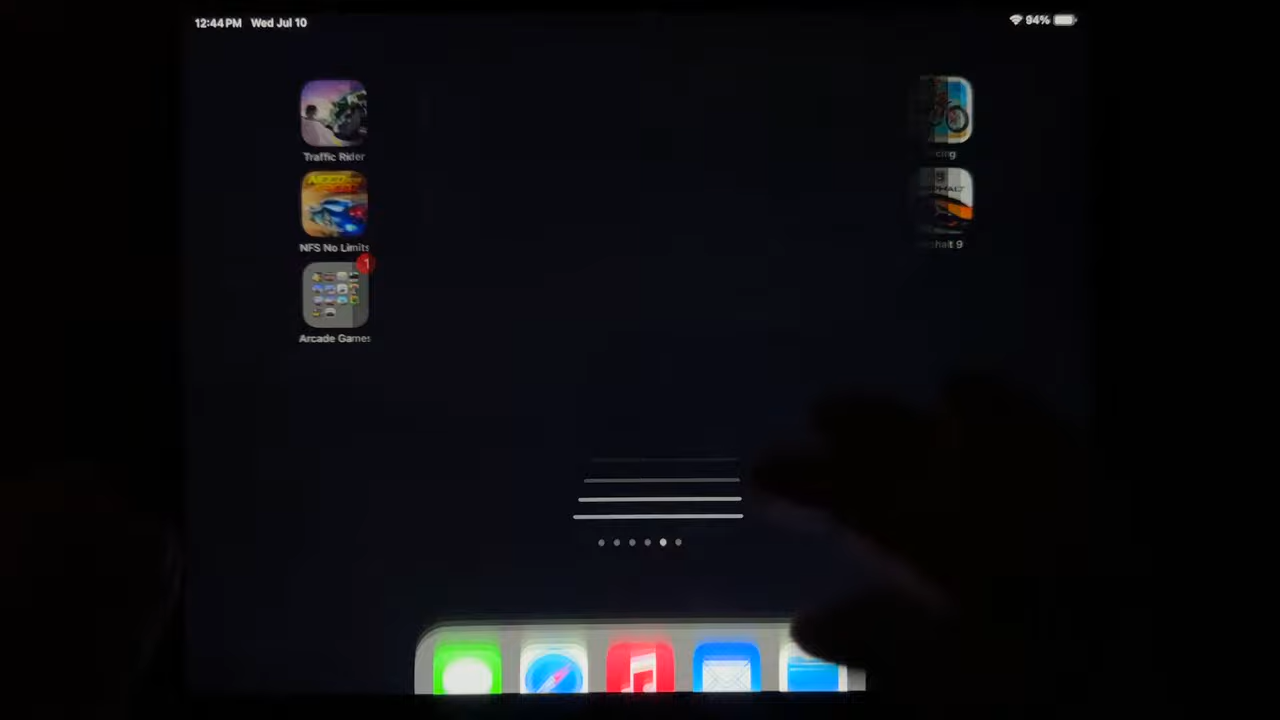 12:44 PM Wed Jul 10
94%
Traffic Rider
NFS No Limits
1
Arcade Games